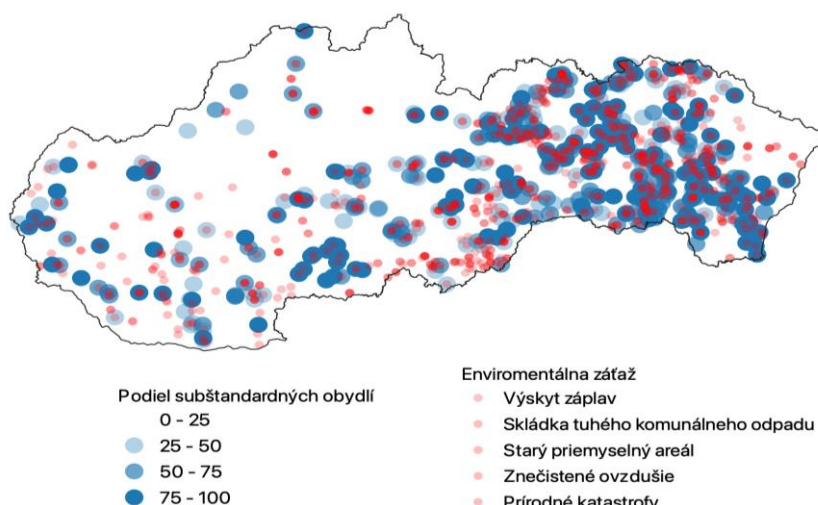 Podiel subštandardných obydlí
0 - 25
25 - 50
50 - 75
75 - 100
Enviromentálna záťaž
Výskyt záplav
Skládka tuhého komunálneho odpadu
Starý priemyselný areál
Znečistené ovzdušie
Prírodné katastrofy